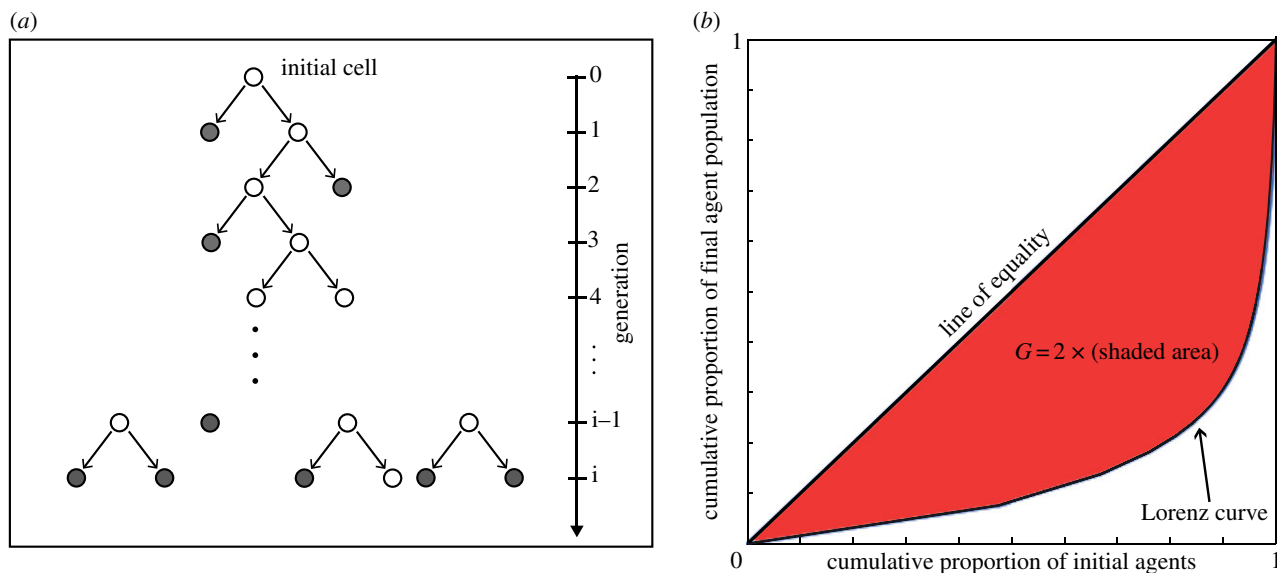 (a)
initial cell
0
1
2
3
4
⋮
i–1
i
generation
(b)
1
cumulative proportion of final agent population
line of equality
G = 2 × (shaded area)
Lorenz curve
0
cumulative proportion of initial agents
1